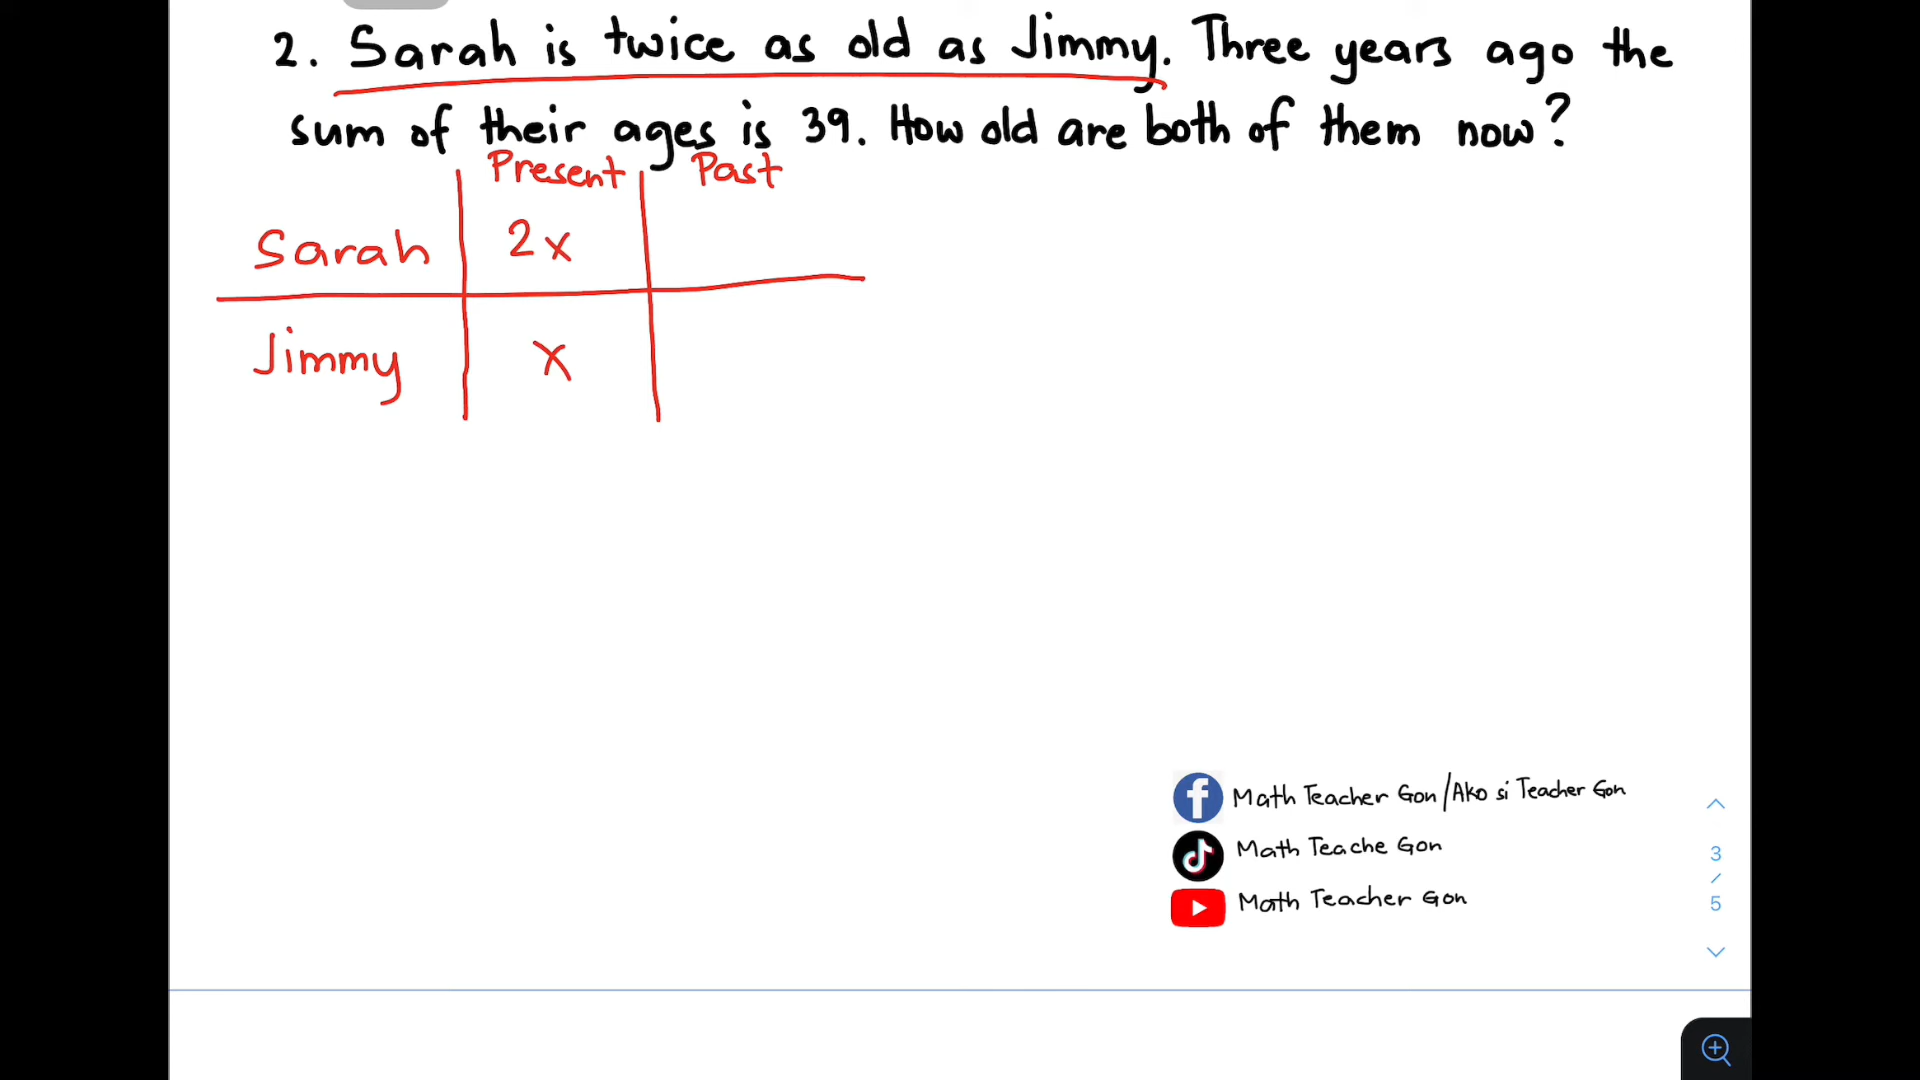 2. Sarah is twice as old as Jimmy. Three years ago the
sum of their ages is 39. How old are both of them now?
Present Past
Sarah 2x
Jimmy x
Math Teacher Gon/Ako si Teacher Gon
Math Teache Gon
Math Teacher Gon
3
/
5